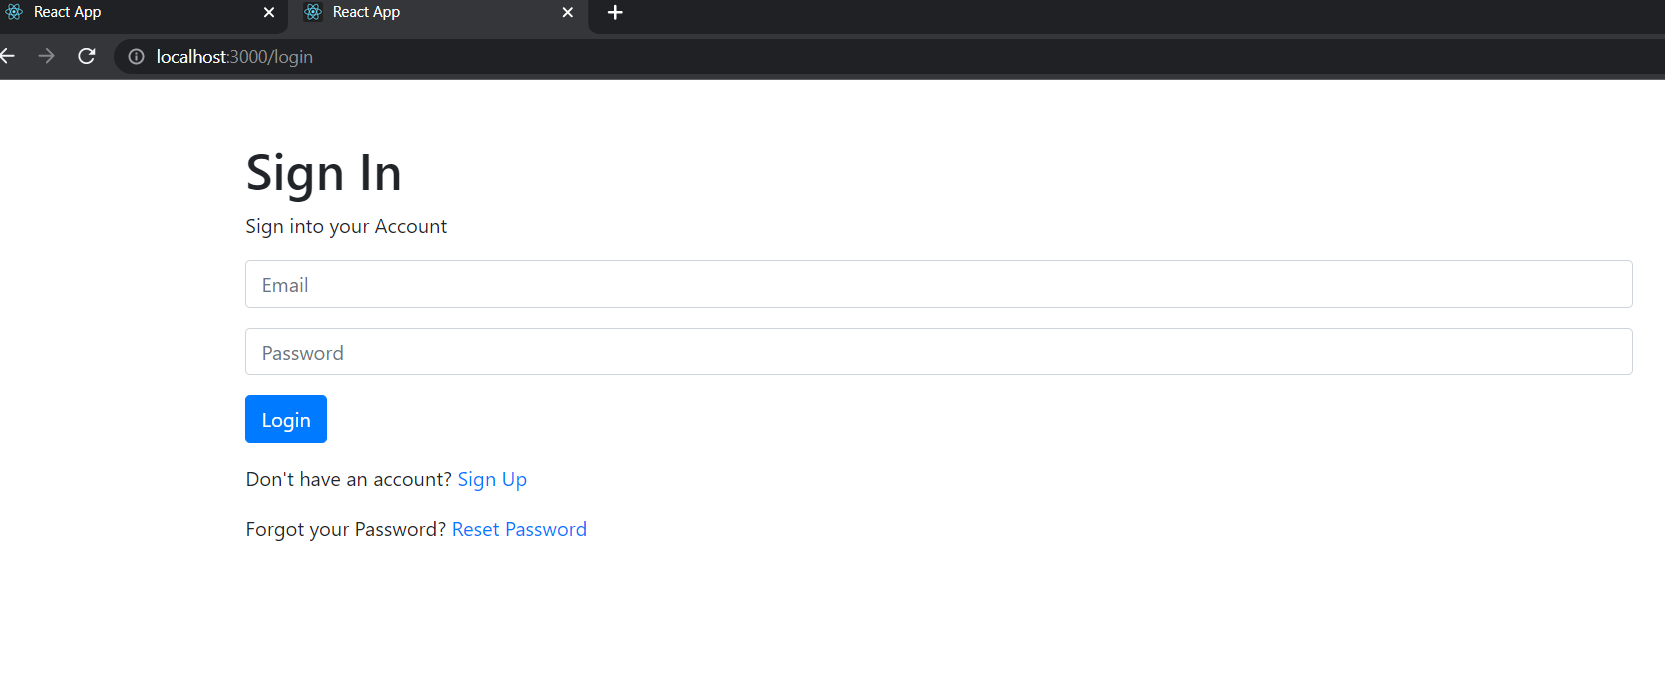 React App React App
localhost:3000/login
Sign In
Sign into your Account
Email
Password
Login
Don't have an account? Sign Up
Forgot your Password? Reset Password